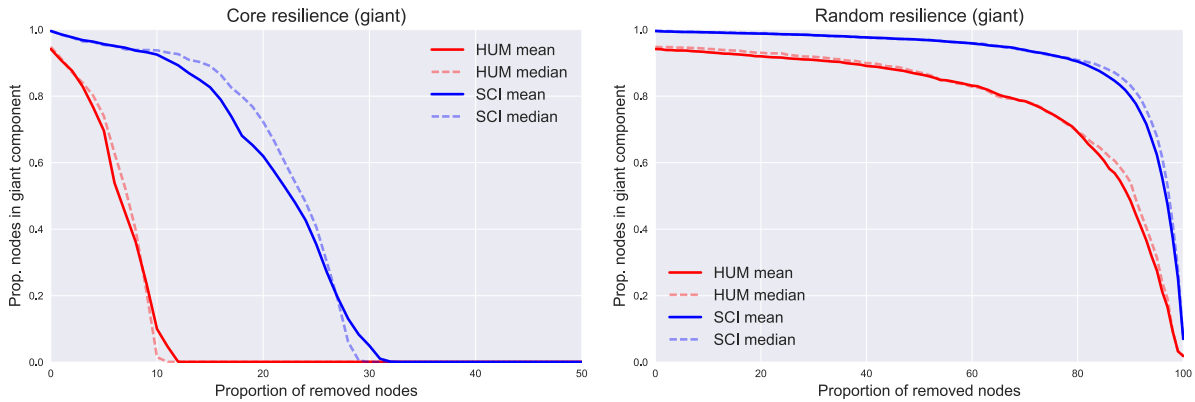 Core resilience (giant)
1.0
0.8
0.6
0.4
0.2
0.0
Prop. nodes in giant component
HUM mean
HUM median
SCI mean
SCI median
0 10 20 30 40 50
Proportion of removed nodes
Random resilience (giant)
1.0
0.8
0.6
0.4
0.2
0.0
Prop. nodes in giant component
HUM mean
HUM median
SCI mean
SCI median
0 20 40 60 80 100
Proportion of removed nodes